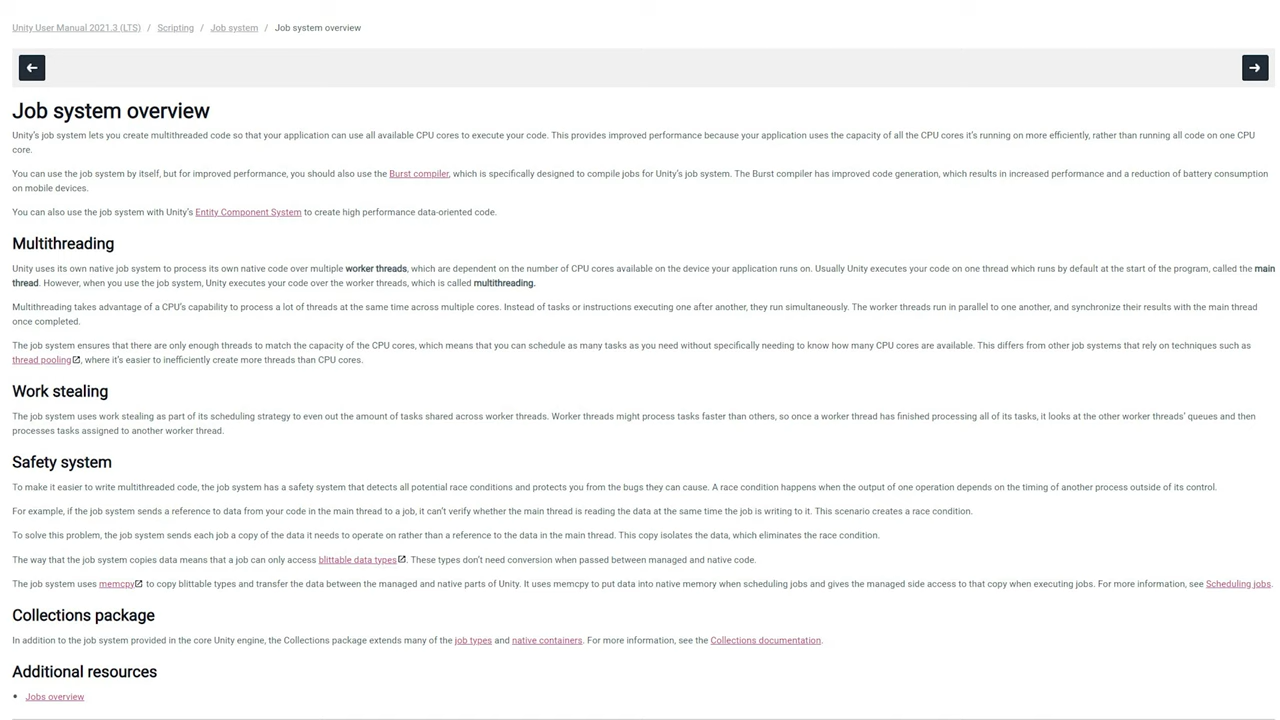 Unity User Manual 2021.3 (LTS) / Scripting / Job system / Job system overview
Job system overview
Unity's job system lets you create multithreaded code so that your application can use all available CPU cores to execute your code. This provides improved performance because your application uses the capacity of all the CPU cores it's running on more efficiently, rather than running all code on one CPU
core.
You can use the job system by itself, but for improved performance, you should also use the Burst compiler, which is specifically designed to compile jobs for Unity's job system. The Burst compiler has improved code generation, which results in increased performance and a reduction of battery consumption
on mobile devices.
You can also use the job system with Unity's Entity Component System to create high performance data-oriented code.
Multithreading
Unity uses its own native job system to process its own native code over multiple worker threads, which are dependent on the number of CPU cores available on the device your application runs on. Usually Unity executes your code on one thread which runs by default at the start of the program, called the main
thread. However, when you use the job system, Unity executes your code over the worker threads, which is called multithreading.
Multithreading takes advantage of a CPU's capability to process a lot of threads at the same time across multiple cores. Instead of tasks or instructions executing one after another, they run simultaneously. The worker threads run in parallel to one another, and synchronize their results with the main thread
once completed.
The job system ensures that there are only enough threads to match the capacity of the CPU cores, which means that you can schedule as many tasks as you need without specifically needing to know how many CPU cores are available. This differs from other job systems that rely on techniques such as
thread pooling, where it's easier to inefficiently create more threads than CPU cores.
Work stealing
The job system uses work stealing as part of its scheduling strategy to even out the amount of tasks shared across worker threads. Worker threads might process tasks faster than others, so once a worker thread has finished processing all of its tasks, it looks at the other worker threads' queues and then
processes tasks assigned to another worker thread.
Safety system
To make it easier to write multithreaded code, the job system has a safety system that detects all potential race conditions and protects you from the bugs they can cause. A race condition happens when the output of one operation depends on the timing of another process outside of its control.
For example, if the job system sends a reference to data from your code in the main thread to a job, it can't verify whether the main thread is reading the data at the same time the job is writing to it. This scenario creates a race condition.
To solve this problem, the job system sends each job a copy of the data it needs to operate on rather than a reference to the data in the main thread. This copy isolates the data, which eliminates the race condition.
The way that the job system copies data means that a job can only access blittable data types. These types don't need conversion when passed between managed and native code.
The job system uses memcpy to copy blittable types and transfer the data between the managed and native parts of Unity. It uses memcpy to put data into native memory when scheduling jobs and gives the managed side access to that copy when executing jobs. For more information, see Scheduling jobs.
Collections package
In addition to the job system provided in the core Unity engine, the Collections package extends many of the job types and native containers. For more information, see the Collections documentation.
Additional resources
• Jobs overview